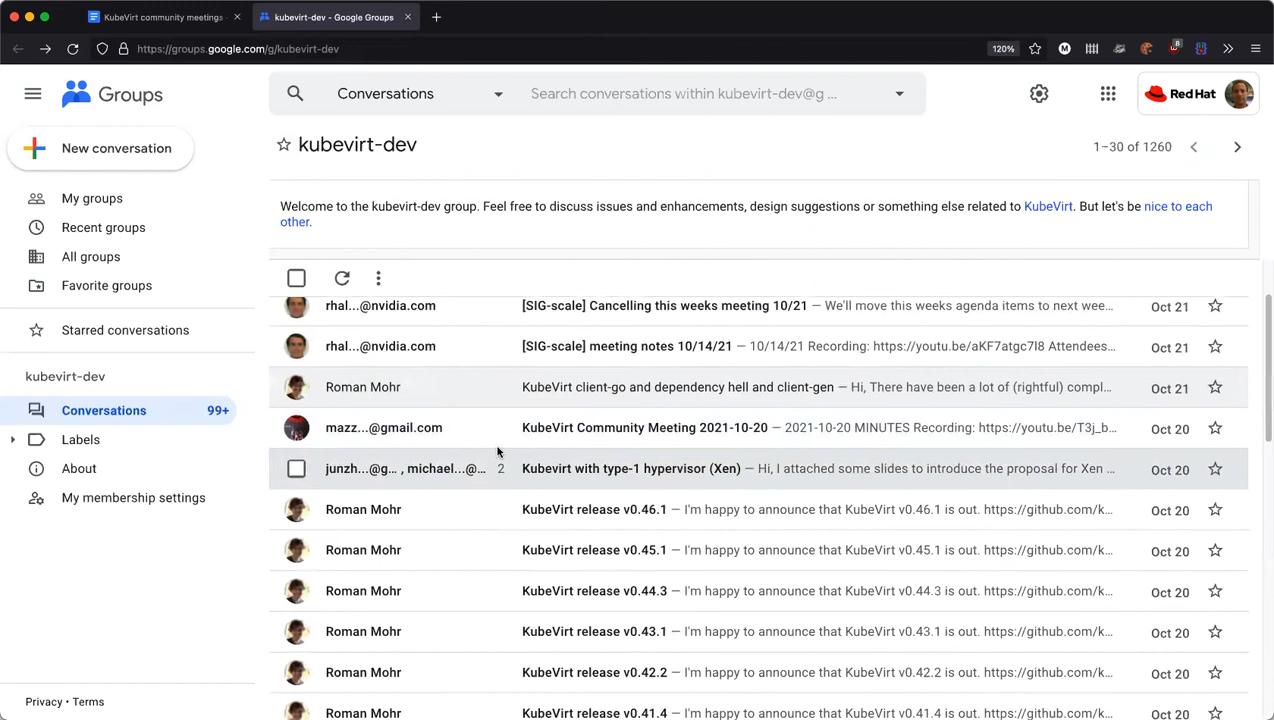 KubeVirt community meetings
kubevirt-dev - Google Groups
https://groups.google.com/g/kubevirt-dev
120%
Groups
Conversations
Search conversations within kubevirt-dev@g ...
Red Hat
New conversation
kubevirt-dev
1–30 of 1260
My groups
Recent groups
All groups
Favorite groups
Starred conversations
kubevirt-dev
Conversations 99+
Labels
About
My membership settings
Privacy • Terms
Welcome to the kubevirt-dev group. Feel free to discuss issues and enhancements, design suggestions or something else related to KubeVirt. But let's be nice to each
other.
rhal...@nvidia.com [SIG-scale] Cancelling this weeks meeting 10/21 — We'll move this weeks agenda items to next wee… Oct 21
rhal...@nvidia.com [SIG-scale] meeting notes 10/14/21 — 10/14/21 Recording: https://youtu.be/aKF7atgc7I8 Attendees… Oct 21
Roman Mohr KubeVirt client-go and dependency hell and client-gen — Hi, There have been a lot of (rightful) compl… Oct 21
mazz...@gmail.com KubeVirt Community Meeting 2021-10-20 — 2021-10-20 MINUTES Recording: https://youtu.be/T3j_b… Oct 20
junzh...@g... , michael...@... 2 Kubevirt with type-1 hypervisor (Xen) — Hi, I attached some slides to introduce the proposal for Xen … Oct 20
Roman Mohr KubeVirt release v0.46.1 — I'm happy to announce that KubeVirt v0.46.1 is out. https://github.com/k… Oct 20
Roman Mohr KubeVirt release v0.45.1 — I'm happy to announce that KubeVirt v0.45.1 is out. https://github.com/k… Oct 20
Roman Mohr KubeVirt release v0.44.3 — I'm happy to announce that KubeVirt v0.44.3 is out. https://github.com/k… Oct 20
Roman Mohr KubeVirt release v0.43.1 — I'm happy to announce that KubeVirt v0.43.1 is out. https://github.com/k… Oct 20
Roman Mohr KubeVirt release v0.42.2 — I'm happy to announce that KubeVirt v0.42.2 is out. https://github.com/k… Oct 20
Roman Mohr KubeVirt release v0.41.4 — I'm happy to announce that KubeVirt v0.41.4 is out. https://github.com/k… Oct 20